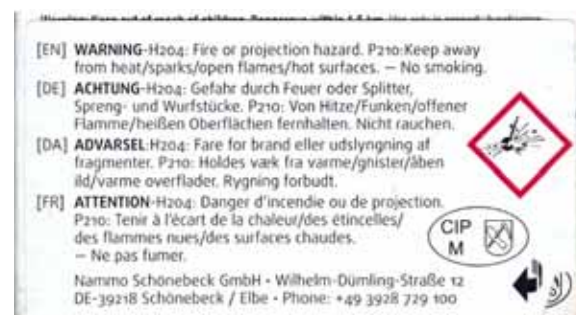 [EN] WARNING-H204: Fire or projection hazard. P210:Keep away
from heat/sparks/open flames/hot surfaces. – No smoking.
[DE] ACHTUNG-H204: Gefahr durch Feuer oder Splitter,
Spreng- und Wurfstücke. P210: Von Hitze/Funken/offener
Flamme/heißen Oberflächen fernhalten. Nicht rauchen.
[DA] ADVARSEL:H204: Fare for brand eller udslyngning af
fragmenter. P210: Holdes væk fra varme/gnister/åben
ild/varme overflader. Rygning forbudt.
[FR] ATTENTION-H204: Danger d'incendie ou de projection.
P210: Tenir à l'écart de la chaleur/des étincelles/
des flammes nues/des surfaces chaudes.
– Ne pas fumer.
CIP
M
Nammo Schönebeck GmbH • Wilhelm-Dümling-Straße 12
DE-39218 Schönebeck / Elbe • Phone: +49 3928 729 100